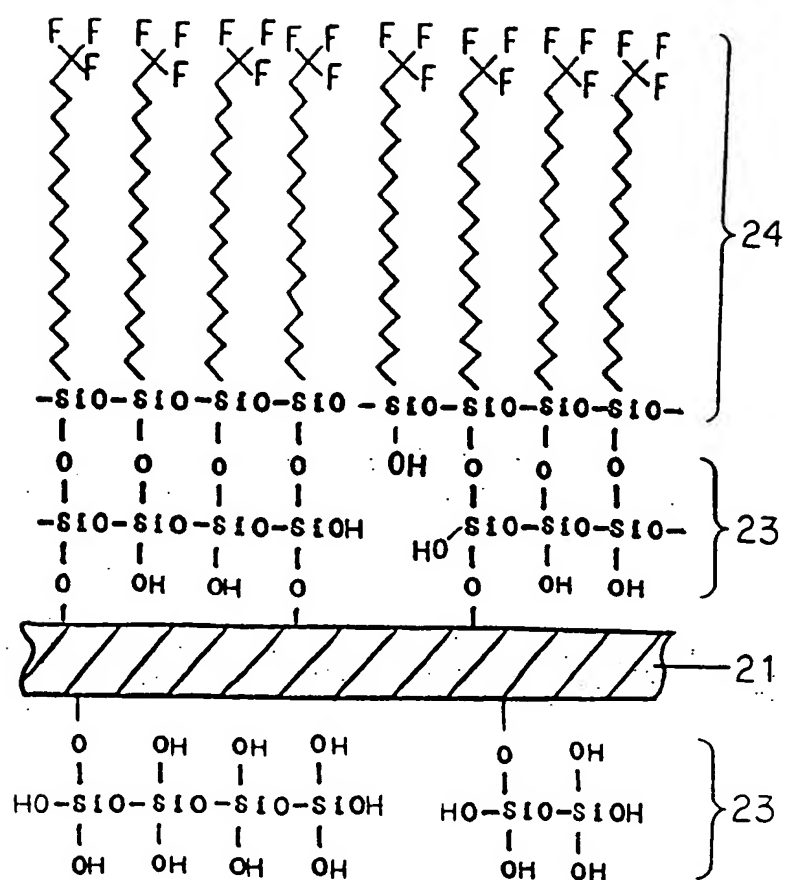 F F F F F F F F F F F F F F F F
F F F F F F F F
24
-SiO-SiO-SiO-SiO -SiO-SiO-SiO-SiO-
O O O O OH O O O
-SiO-SiO-SiO-SiOH HO SiO-SiO-SiO-
23
O OH OH O O OH OH
21
O OH OH OH O OH
HO-SiO-SiO-SiO-SiOH HO-SiO-SiOH
23
OH OH OH OH OH OH